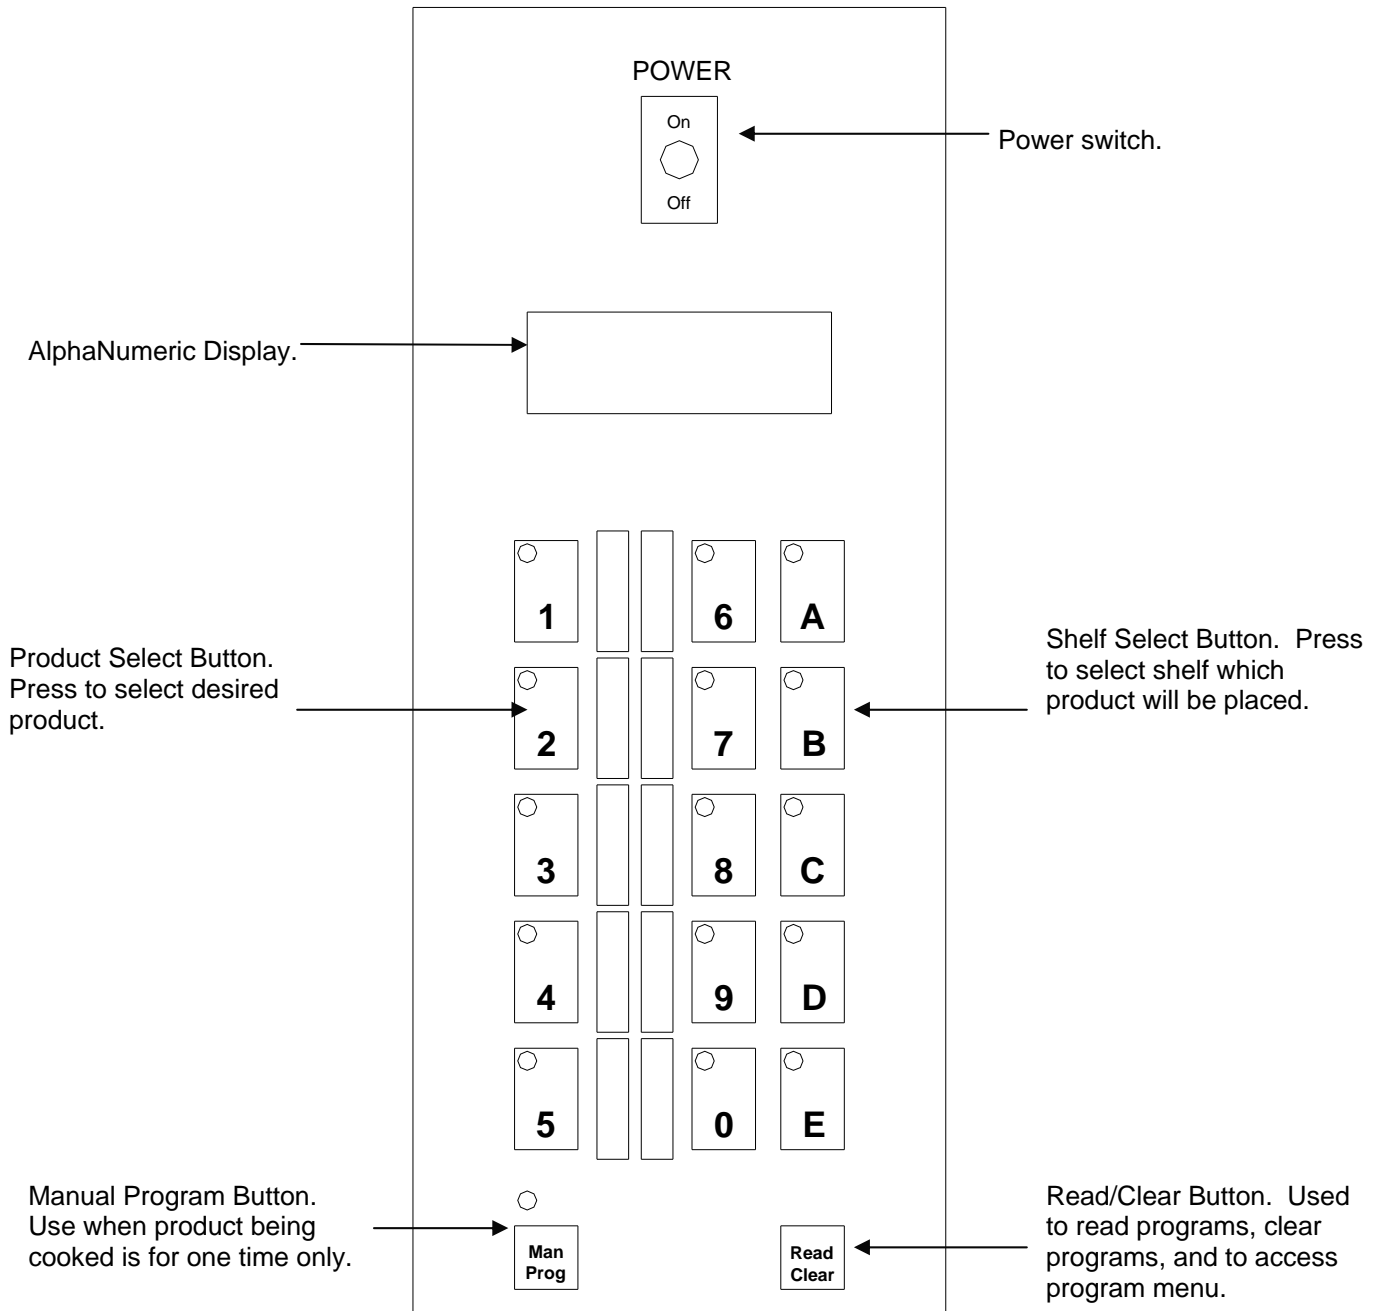 POWER
On
Off
Power switch.
AlphaNumeric Display.
1
6
A
Product Select Button.
Press to select desired
product.
2
7
B
Shelf Select Button.  Press
to select shelf which
product will be placed.
3
8
C
4
9
D
5
0
E
Manual Program Button.
Use when product being
cooked is for one time only.
Man
Prog
Read
Clear
Read/Clear Button.  Used
to read programs, clear
programs, and to access
program menu.